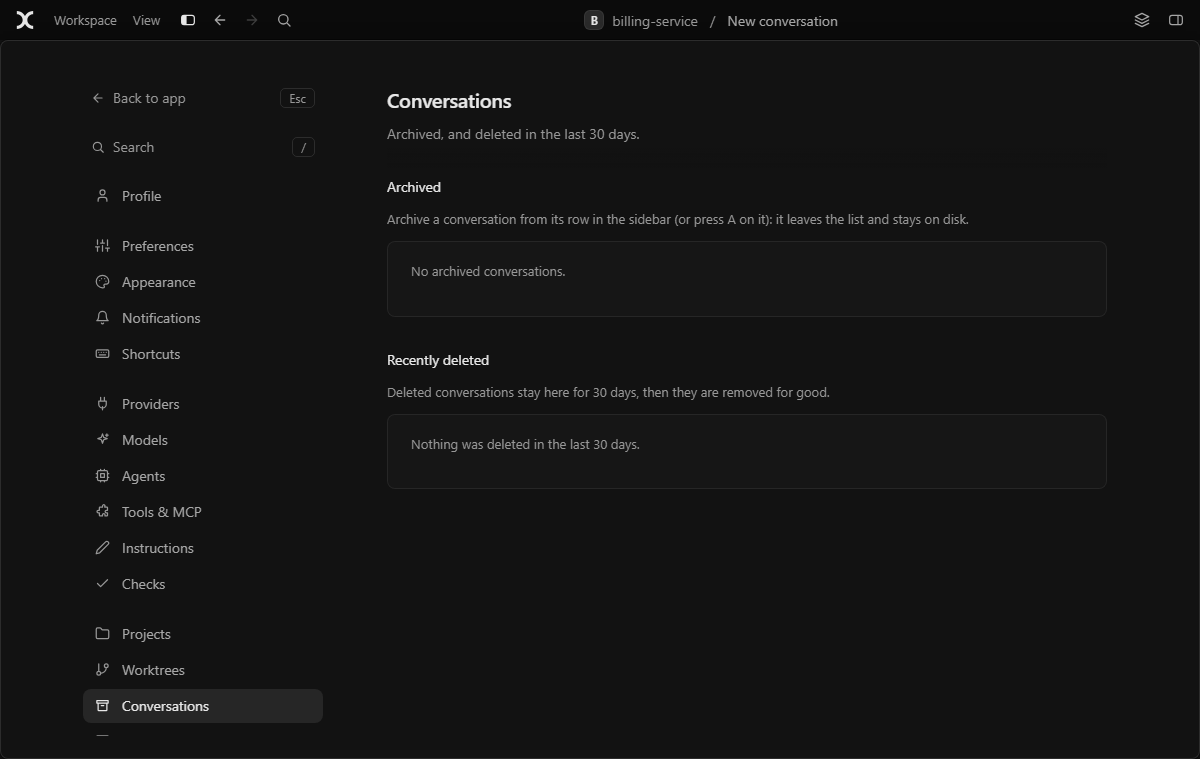 Workspace View B billing-service / New conversation
Back to app Esc
Search /
Profile
Preferences
Appearance
Notifications
Shortcuts
Providers
Models
Agents
Tools & MCP
Instructions
Checks
Projects
Worktrees
Conversations
Conversations
Archived, and deleted in the last 30 days.
Archived
Archive a conversation from its row in the sidebar (or press A on it): it leaves the list and stays on disk.
No archived conversations.
Recently deleted
Deleted conversations stay here for 30 days, then they are removed for good.
Nothing was deleted in the last 30 days.